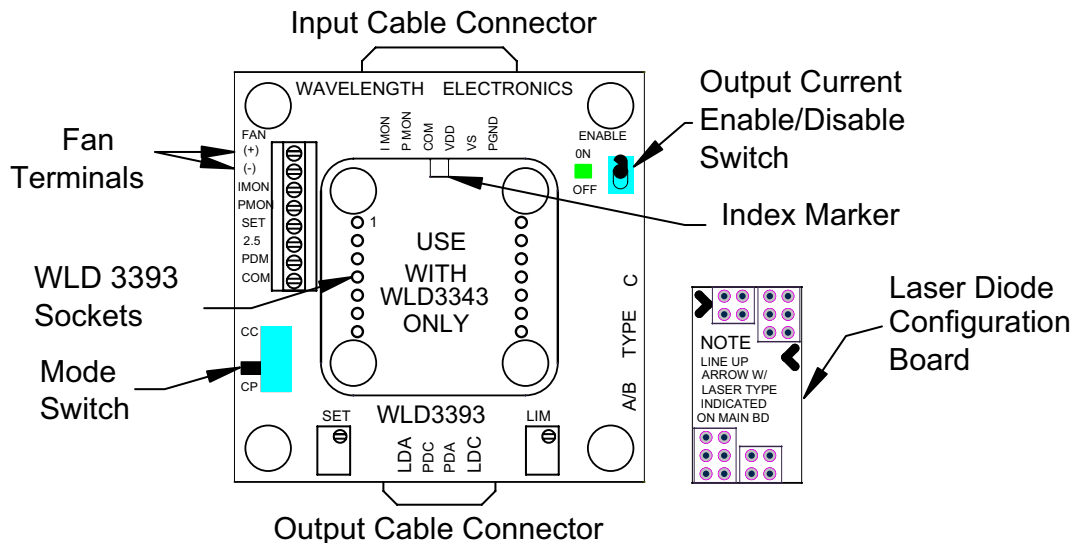 Input Cable Connector
WAVELENGTH ELECTRONICS
I MON
P MON
COM
VDD
VS
PGND
Output Current
Enable/Disable
Switch
ENABLE
0N
OFF
Index Marker
Fan
Terminals
FAN
(+)
(-)
IMON
PMON
SET
2.5
PDM
COM
1
USE
WITH
WLD3343
ONLY
WLD 3393
Sockets
CC
CP
Mode
Switch
A/B TYPE C
SET
WLD3393
LIM
LDA
PDC
PDA
LDC
Output Cable Connector
NOTE
LINE UP
ARROW W/
LASER TYPE
INDICATED
ON MAIN BD
Laser Diode
Configuration
Board